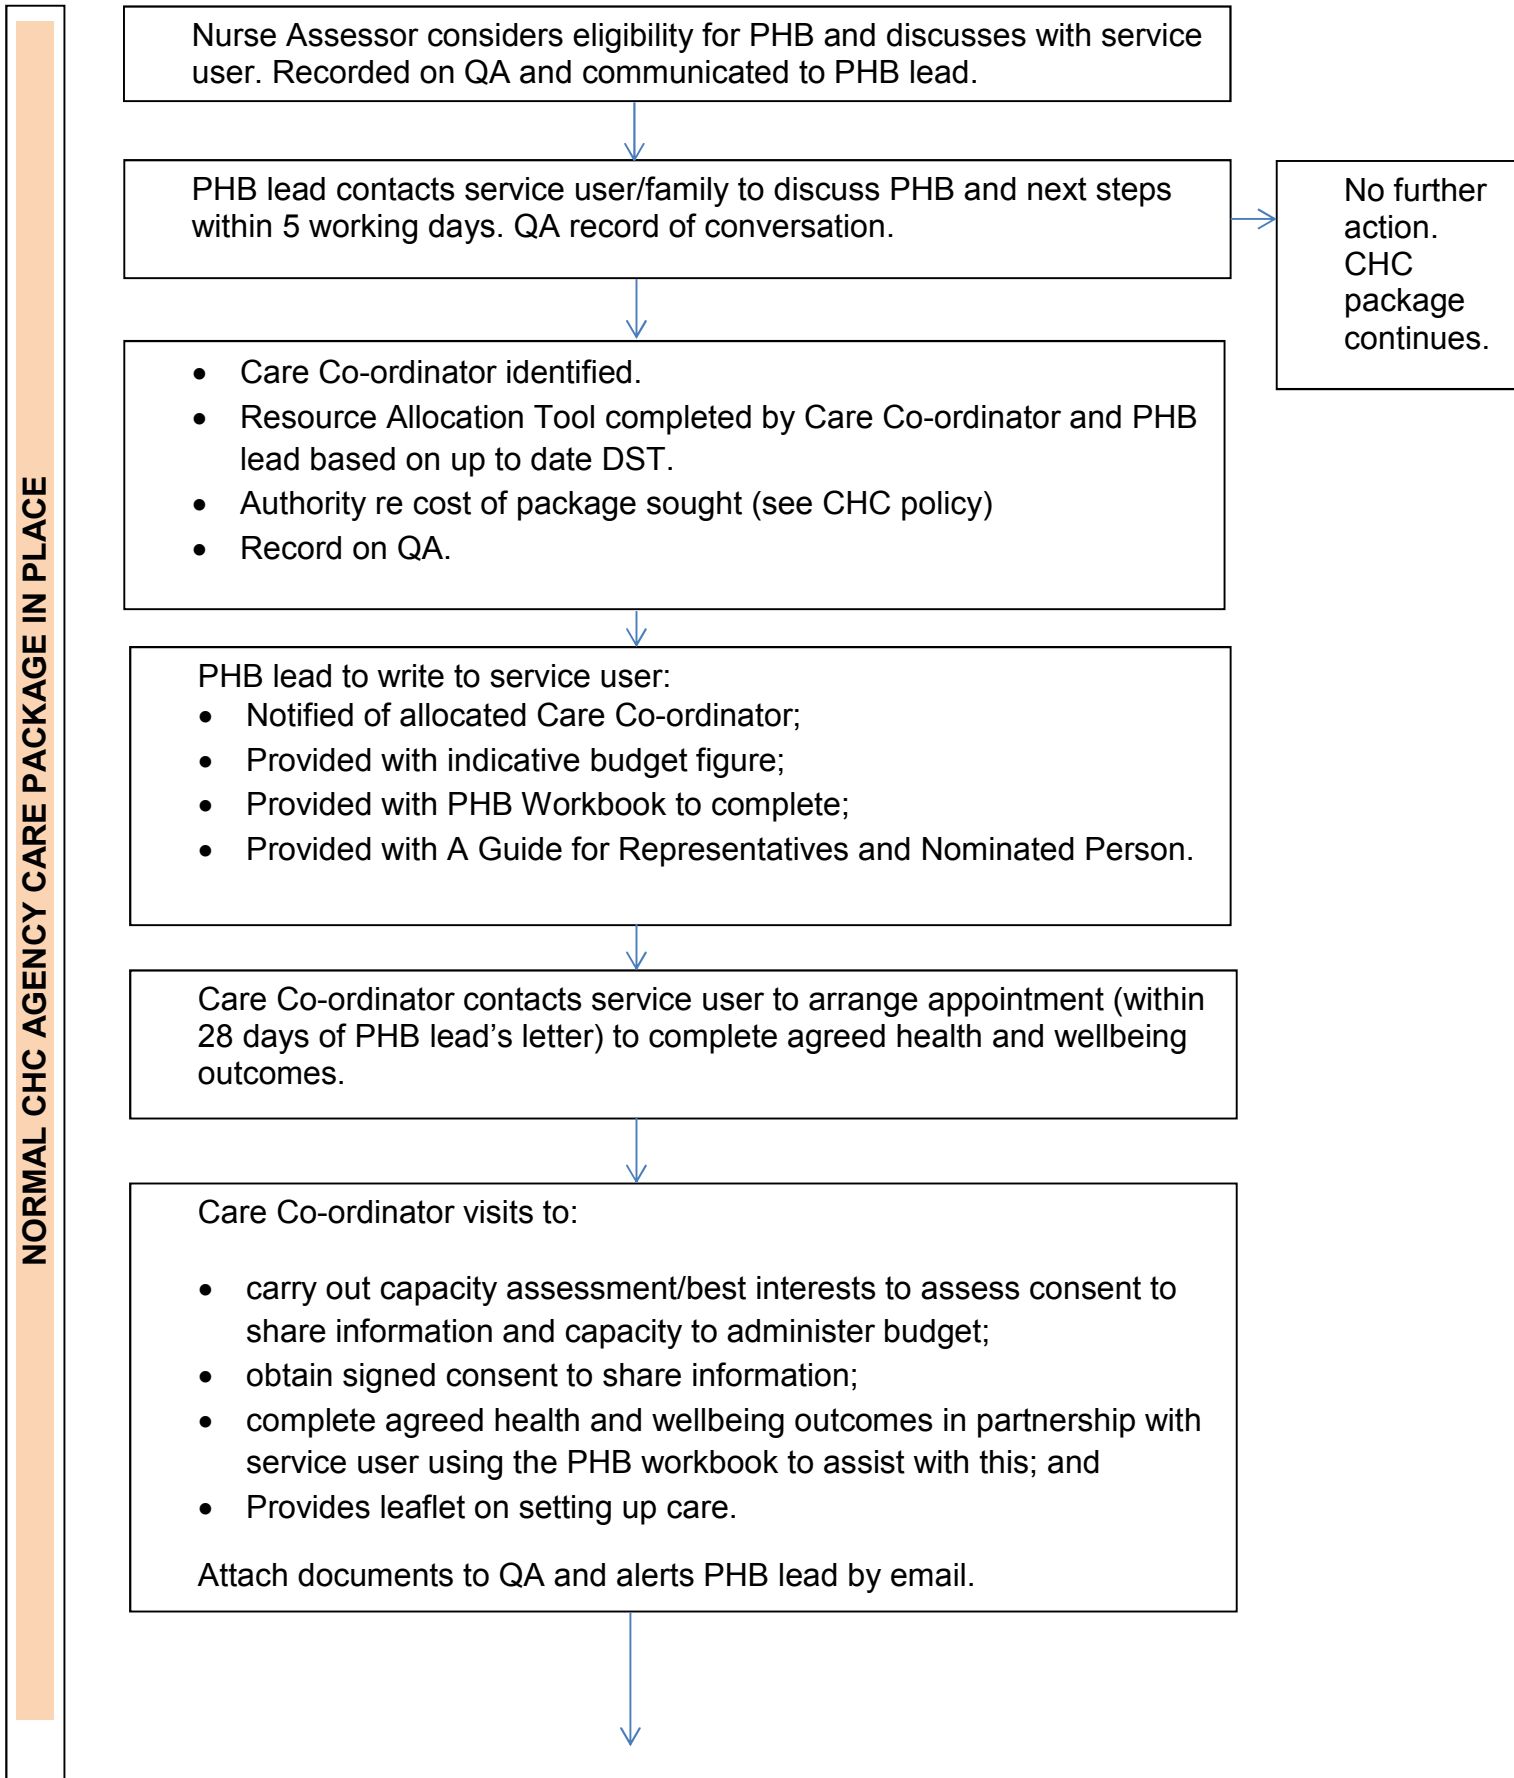 NORMAL CHC AGENCY CARE PACKAGE IN PLACE
Nurse Assessor considers eligibility for PHB and discusses with service
user. Recorded on QA and communicated to PHB lead.
PHB lead contacts service user/family to discuss PHB and next steps
within 5 working days. QA record of conversation.
No further
action.
CHC
package
continues.
• Care Co-ordinator identified.
• Resource Allocation Tool completed by Care Co-ordinator and PHB
lead based on up to date DST.
• Authority re cost of package sought (see CHC policy)
• Record on QA.
PHB lead to write to service user:
• Notified of allocated Care Co-ordinator;
• Provided with indicative budget figure;
• Provided with PHB Workbook to complete;
• Provided with A Guide for Representatives and Nominated Person.
Care Co-ordinator contacts service user to arrange appointment (within
28 days of PHB lead’s letter) to complete agreed health and wellbeing
outcomes.
Care Co-ordinator visits to:
• carry out capacity assessment/best interests to assess consent to
share information and capacity to administer budget;
• obtain signed consent to share information;
• complete agreed health and wellbeing outcomes in partnership with
service user using the PHB workbook to assist with this; and
• Provides leaflet on setting up care.
Attach documents to QA and alerts PHB lead by email.